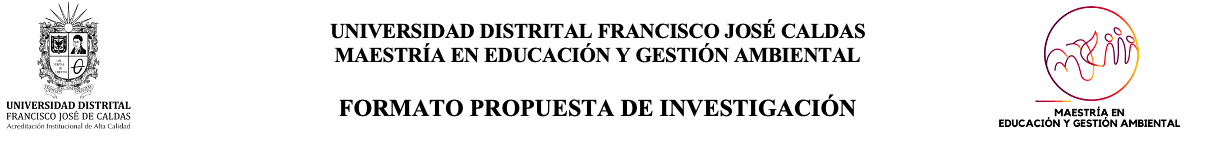 UNIVERSIDAD DISTRITAL FRANCISCO JOSÉ CALDAS
MAESTRÍA EN EDUCACIÓN Y GESTIÓN AMBIENTAL
FORMATO PROPUESTA DE INVESTIGACIÓN
UNIVERSIDAD DISTRITAL
FRANCISCO JOSÉ DE CALDAS
Acreditación Institucional de Alta Calidad
MAESTRÍA EN
EDUCACIÓN Y GESTIÓN AMBIENTAL